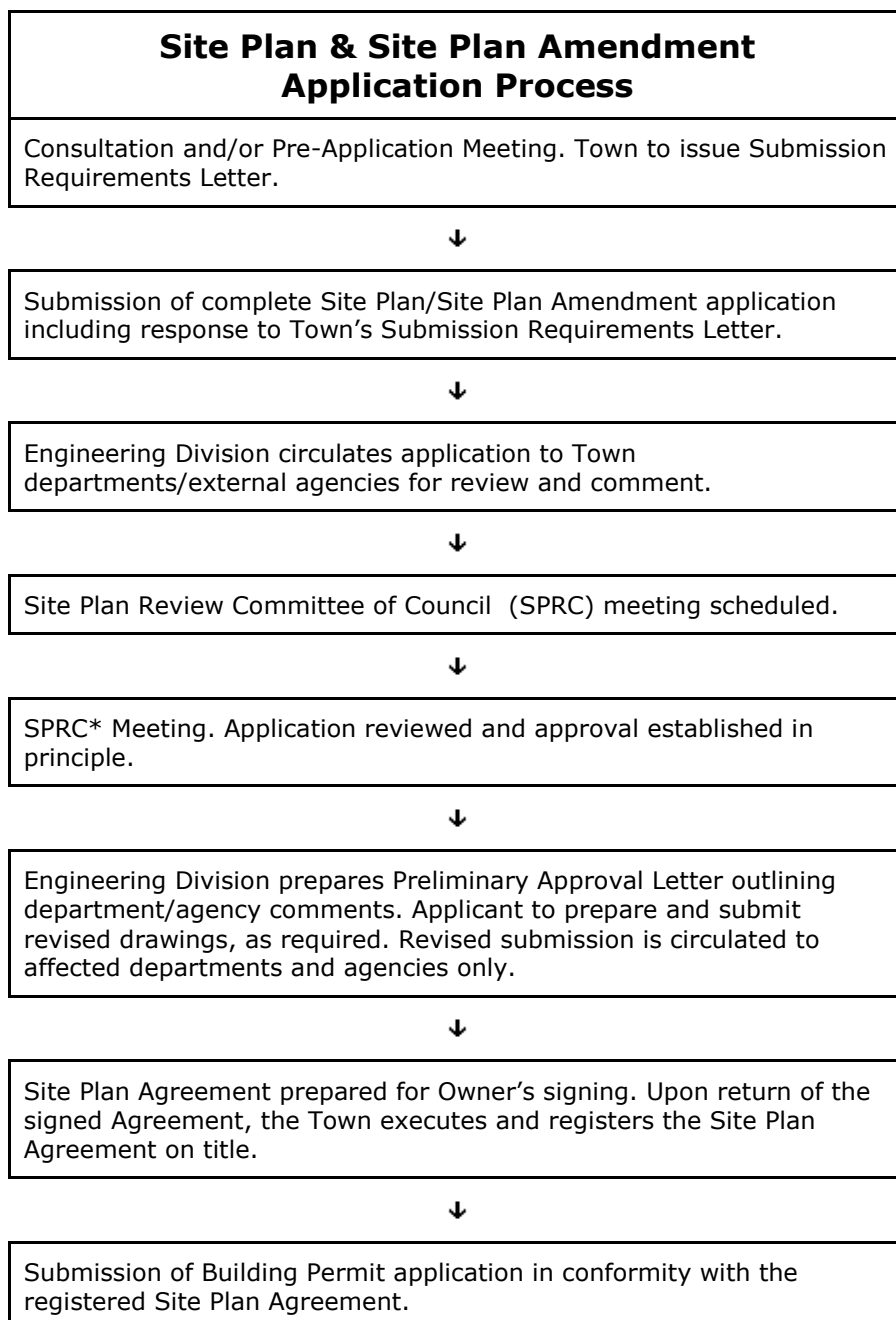 Site Plan & Site Plan Amendment
Application Process
Consultation and/or Pre-Application Meeting. Town to issue Submission
Requirements Letter.
Submission of complete Site Plan/Site Plan Amendment application
including response to Town’s Submission Requirements Letter.
Engineering Division circulates application to Town
departments/external agencies for review and comment.
Site Plan Review Committee of Council  (SPRC) meeting scheduled.
SPRC* Meeting. Application reviewed and approval established in
principle.
Engineering Division prepares Preliminary Approval Letter outlining
department/agency comments. Applicant to prepare and submit
revised drawings, as required. Revised submission is circulated to
affected departments and agencies only.
Site Plan Agreement prepared for Owner’s signing. Upon return of the
signed Agreement, the Town executes and registers the Site Plan
Agreement on title.
Submission of Building Permit application in conformity with the
registered Site Plan Agreement.